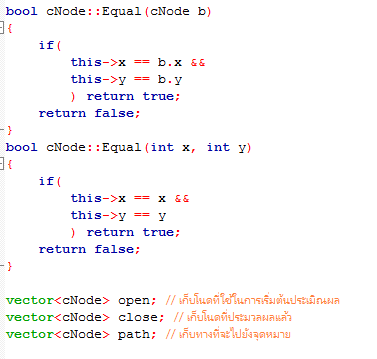 bool cNode::Equal(cNode b)
{
if(
this->x == b.x &&
this->y == b.y
) return true;
return false;
}
bool cNode::Equal(int x, int y)
{
if(
this->x == x &&
this->y == y
) return true;
return false;
}
vector<cNode> open; // เก็บโนดที่ใช้ในการเริ่มต้นประเมิณผล
vector<cNode> close; // เก็บโนดที่ประมวลผลแล้ว
vector<cNode> path; // เก็บทางที่จะไปยังจุดหมาย